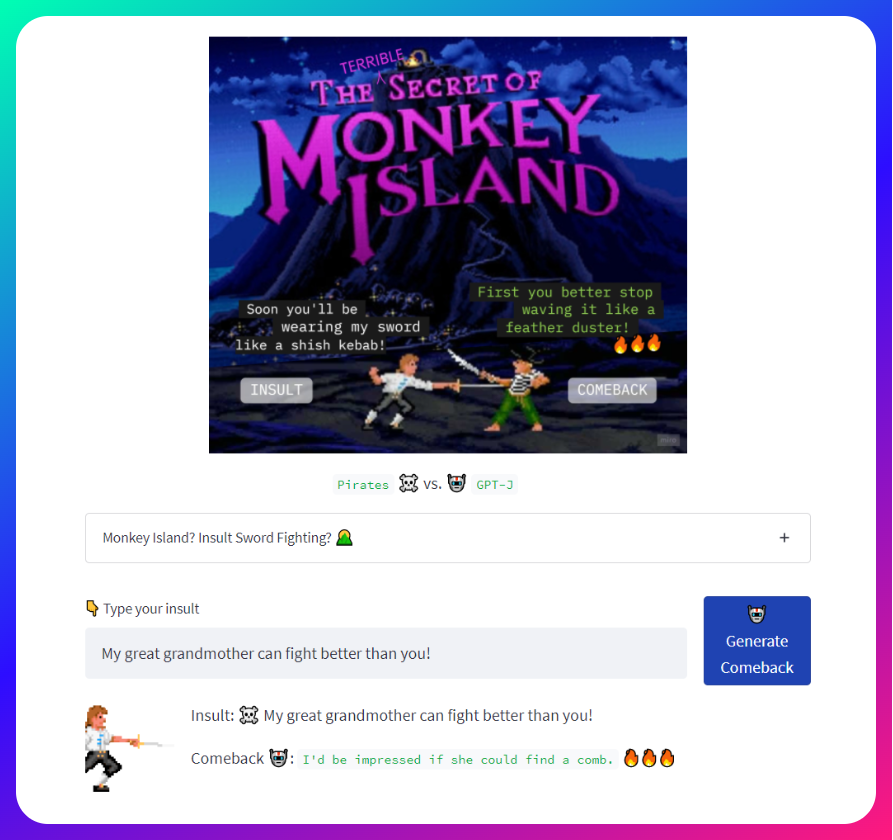 TERRIBLE
THE ^ SECRET OF
MONKEY
ISLAND
Soon you'll be
wearing my sword
like a shish kebab!
First you better stop
waving it like a
feather duster!
INSULT
COMEBACK
Pirates vs. GPT-J
Monkey Island? Insult Sword Fighting? +
Type your insult
My great grandmother can fight better than you!
Generate
Comeback
Insult: My great grandmother can fight better than you!
Comeback : I'd be impressed if she could find a comb.